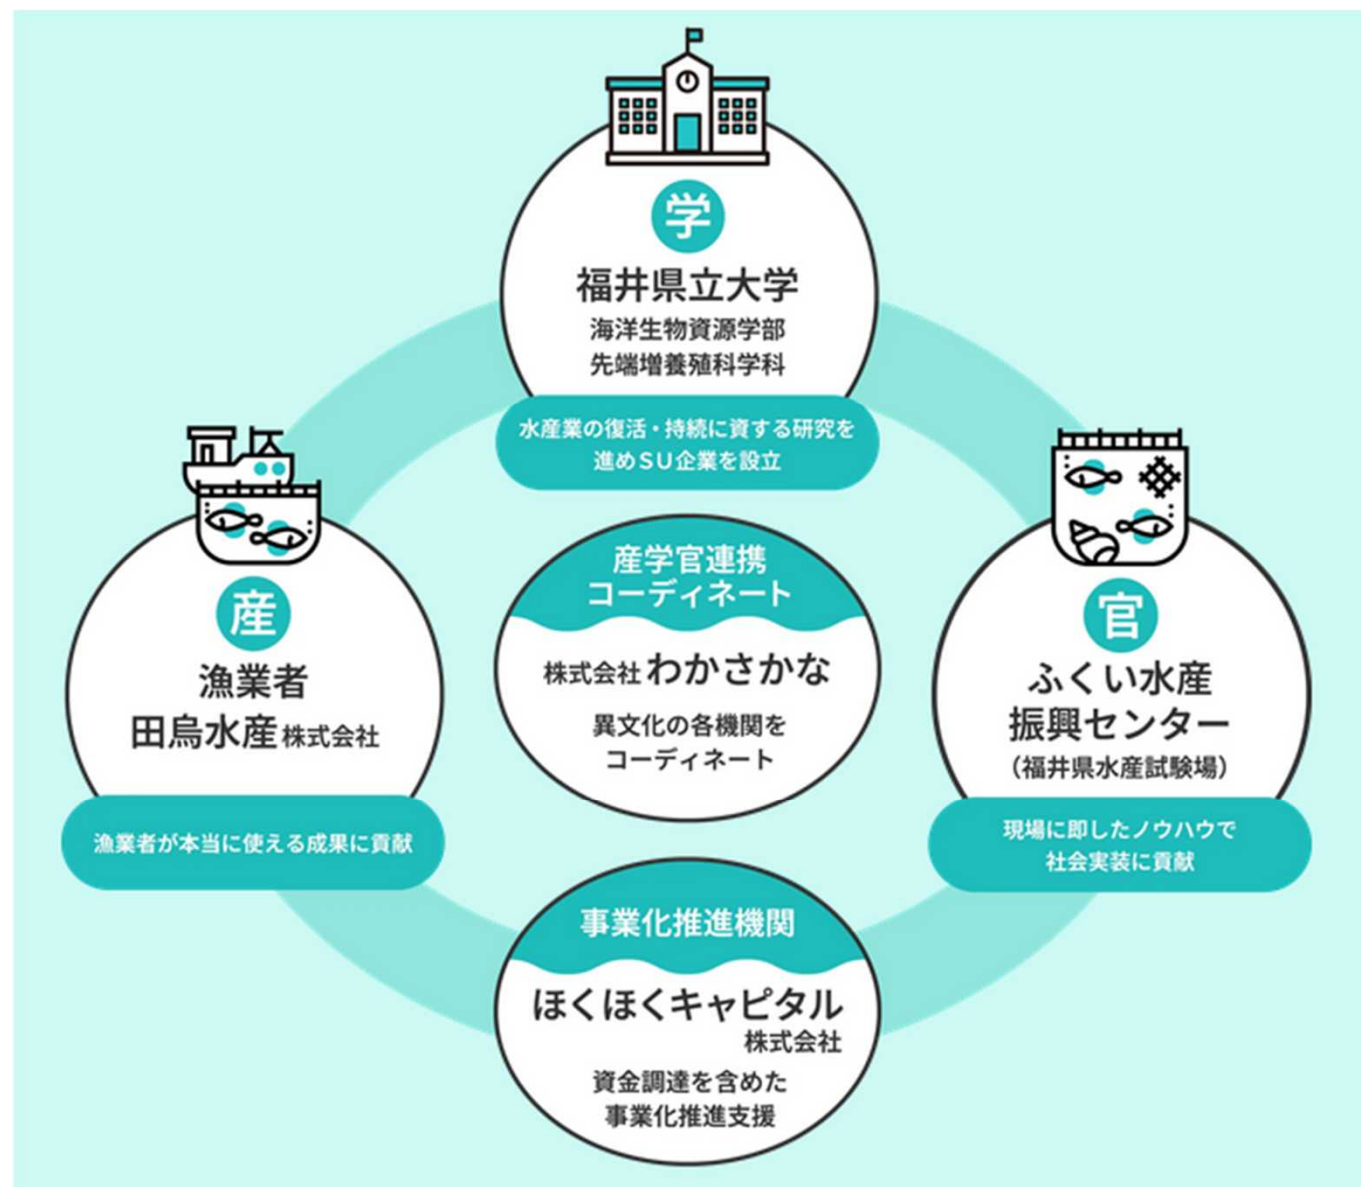 学
福井県立大学
海洋生物資源学部
先端増養殖科学科
水産業の復活・持続に資する研究を
進めSU企業を設立
産
漁業者
田烏水産株式会社
漁業者が本当に使える成果に貢献
産学官連携
コーディネート
株式会社わかさかな
異文化の各機関を
コーディネート
官
ふくい水産
振興センター
（福井県水産試験場）
現場に即したノウハウで
社会実装に貢献
事業化推進機関
ほくほくキャピタル
株式会社
資金調達を含めた
事業化推進支援